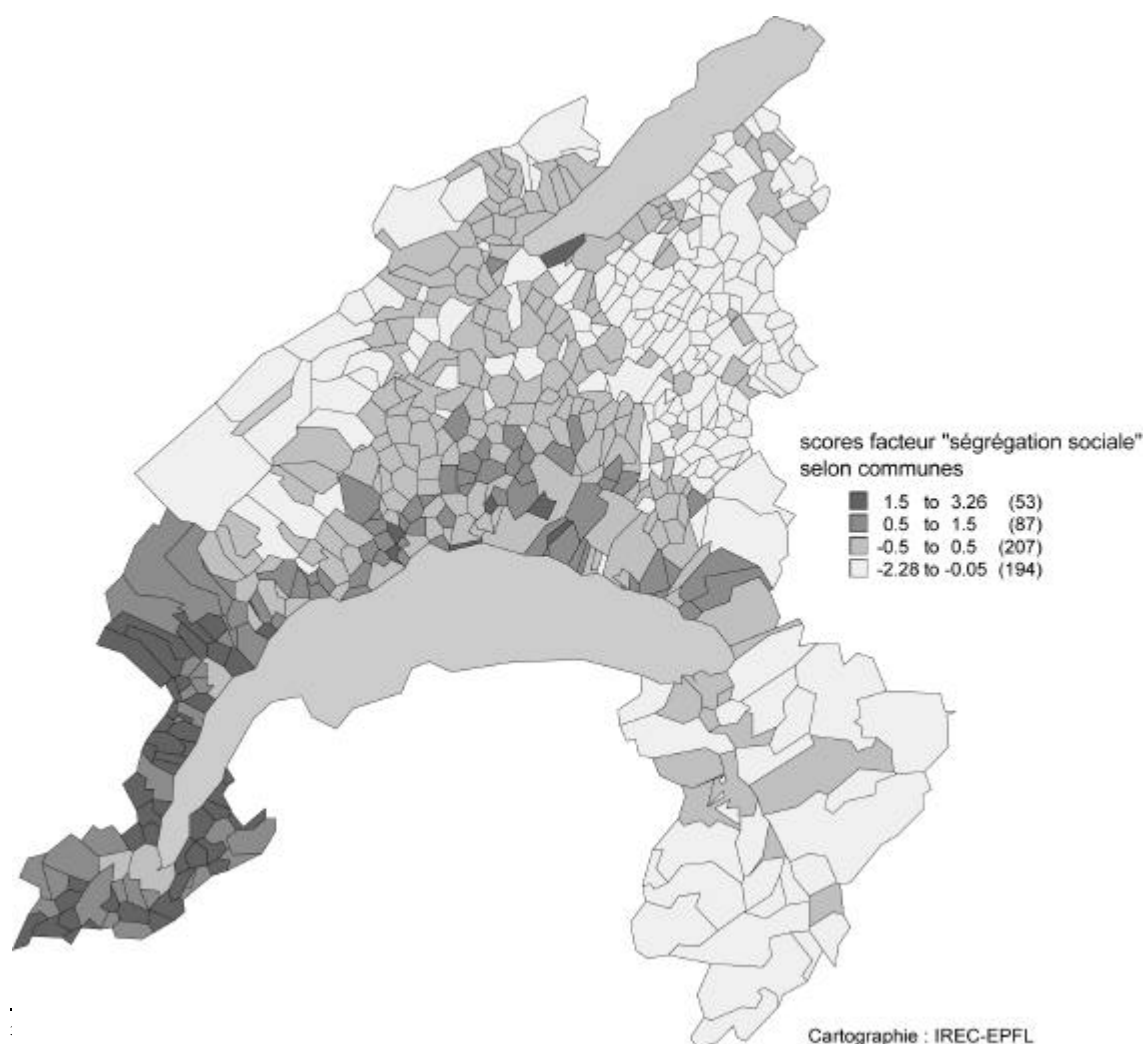 scores facteur "ségrégation sociale"
selon communes
1.5 to 3.26 (53)
0.5 to 1.5 (87)
-0.5 to 0.5 (207)
-2.28 to -0.05 (194)
Cartographie : IREC-EPFL